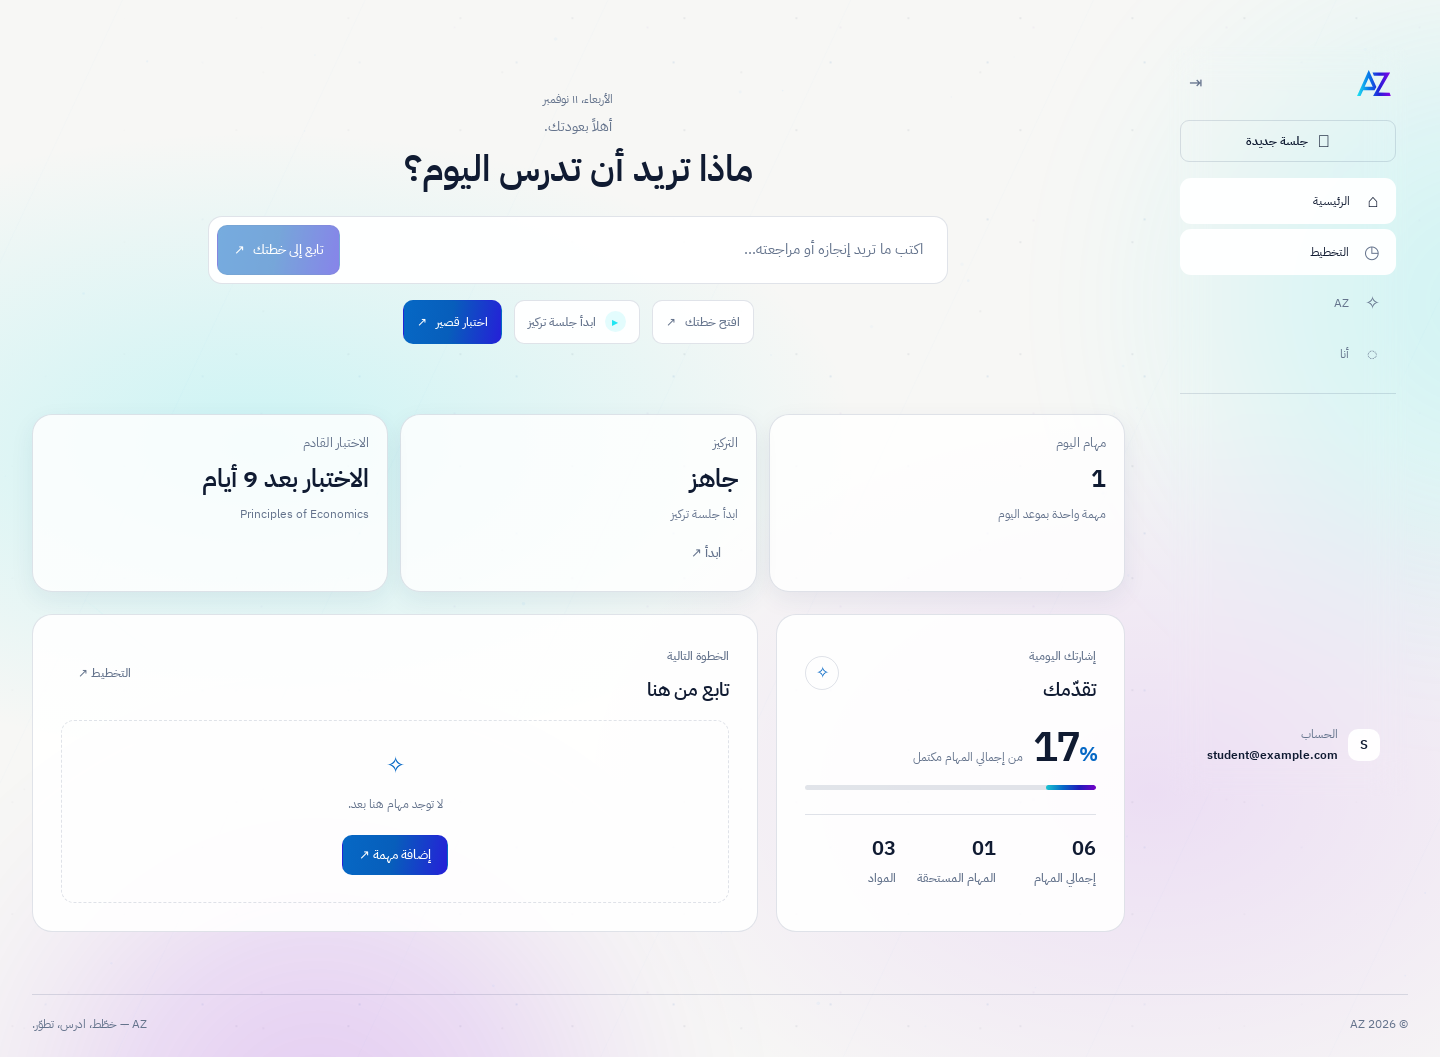 AZ
جلسة جديدة
الرئيسية
التخطيط
AZ
أنا
الحساب
S
student@example.com
الأربعاء، ١١ نوفمبر
أهلاً بعودتك.
ماذا تريد أن تدرس اليوم؟
اكتب ما تريد إنجازه أو مراجعته...
تابع إلى خطتك ↗
افتح خطتك ↗
ابدأ جلسة تركيز
اختبار قصير ↗
مهام اليوم
1
مهمة واحدة بموعد اليوم
التركيز
جاهز
ابدأ جلسة تركيز
ابدأ ↗
الاختبار القادم
الاختبار بعد 9 أيام
Principles of Economics
إشارتك اليومية
تقدّمك
17%
من إجمالي المهام مكتمل
06
إجمالي المهام
01
المهام المستحقة
03
المواد
الخطوة التالية
تابع من هنا
التخطيط ↗
لا توجد مهام هنا بعد.
إضافة مهمة ↗
© 2026 AZ
AZ — خطّط، ادرس، تطوّر.